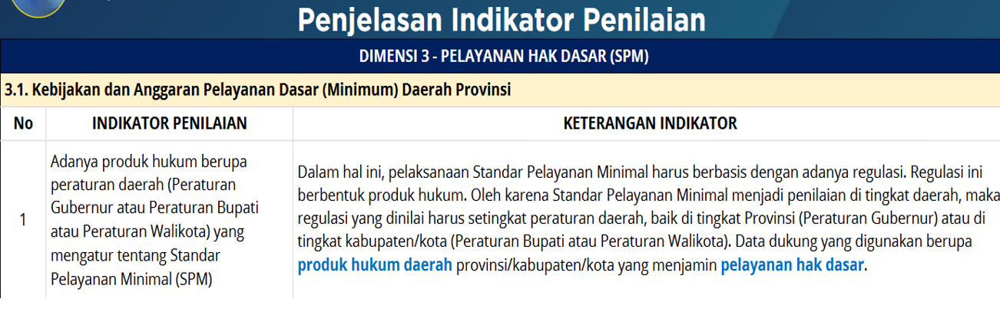 Penjelasan Indikator Penilaian
DIMENSI 3 - PELAYANAN HAK DASAR (SPM)
3.1. Kebijakan dan Anggaran Pelayanan Dasar (Minimum) Daerah Provinsi
No
INDIKATOR PENILAIAN
KETERANGAN INDIKATOR
1
Adanya produk hukum berupa
peraturan daerah (Peraturan
Gubernur atau Peraturan Bupati
atau Peraturan Walikota) yang
mengatur tentang Standar
Pelayanan Minimal (SPM)
Dalam hal ini, pelaksanaan Standar Pelayanan Minimal harus berbasis dengan adanya regulasi. Regulasi ini
berbentuk produk hukum. Oleh karena Standar Pelayanan Minimal menjadi penilaian di tingkat daerah, maka
regulasi yang dinilai harus setingkat peraturan daerah, baik di tingkat Provinsi (Peraturan Gubernur) atau di
tingkat kabupaten/kota (Peraturan Bupati atau Peraturan Walikota). Data dukung yang digunakan berupa
produk hukum daerah provinsi/kabupaten/kota yang menjamin pelayanan hak dasar.